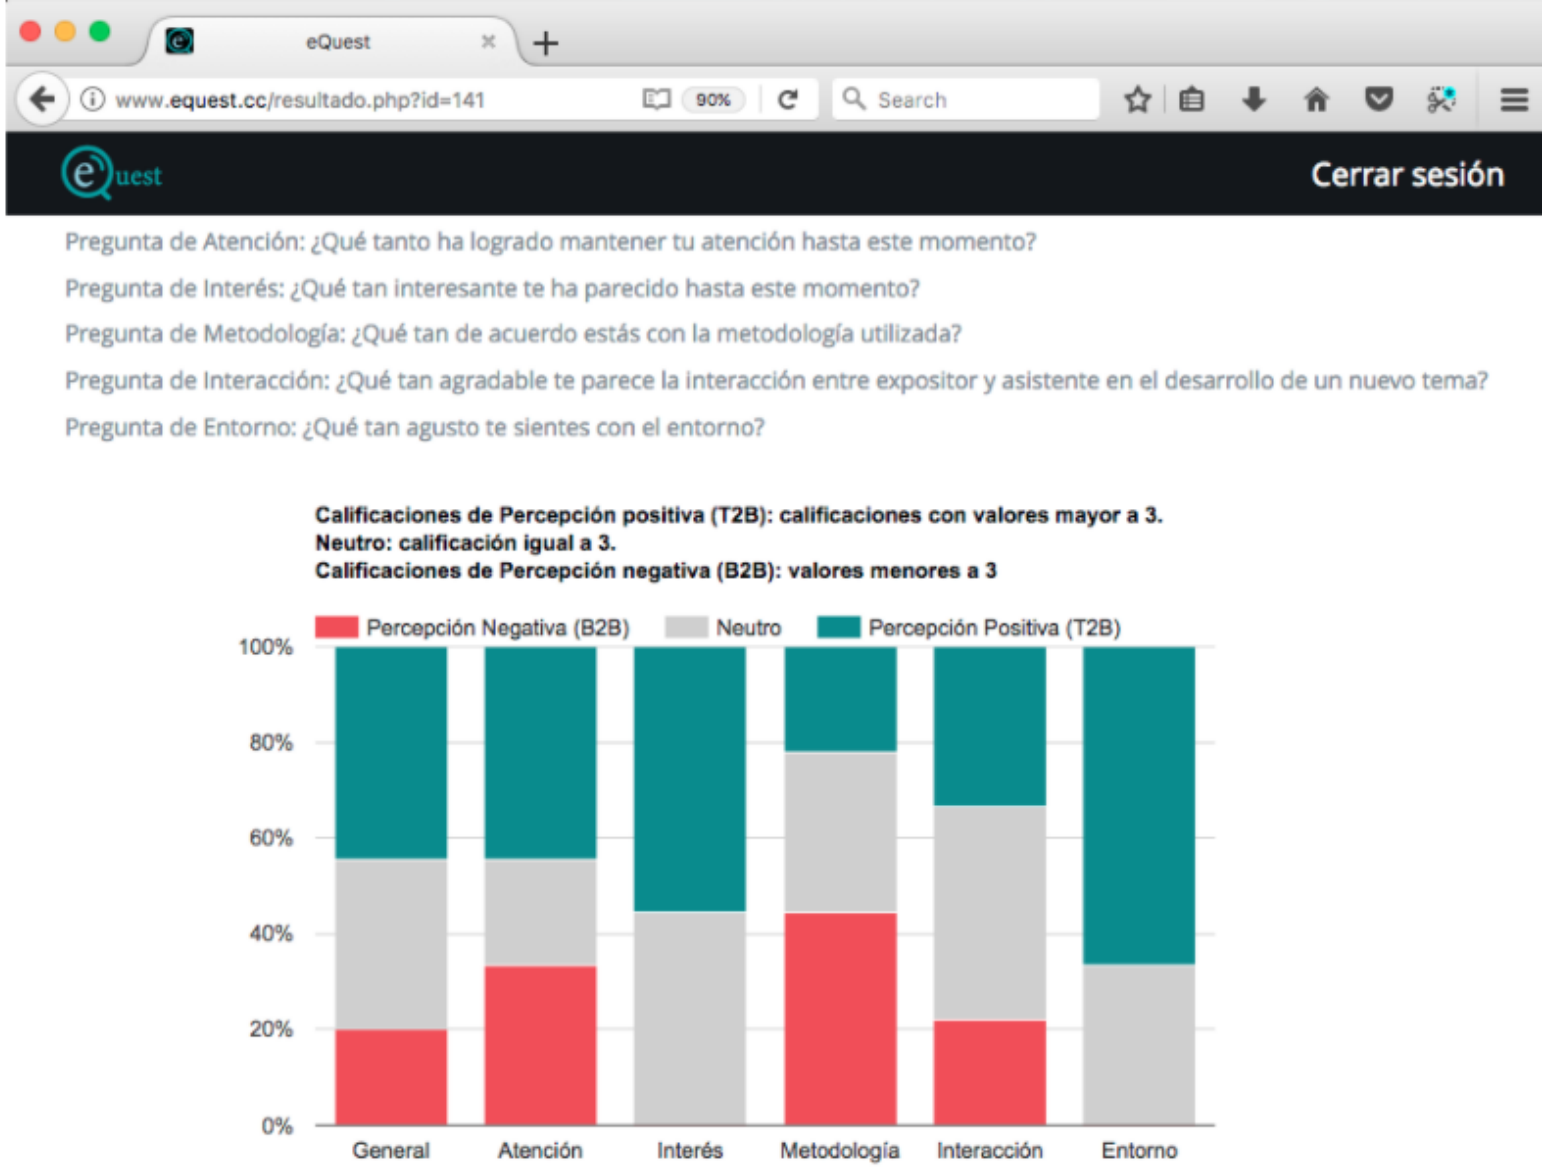 eQuest
www.equest.cc/resultado.php?id=141
90%
Search
eQuest
Cerrar sesión
Pregunta de Atención: ¿Qué tanto ha logrado mantener tu atención hasta este momento?
Pregunta de Interés: ¿Qué tan interesante te ha parecido hasta este momento?
Pregunta de Metodología: ¿Qué tan de acuerdo estás con la metodología utilizada?
Pregunta de Interacción: ¿Qué tan agradable te parece la interacción entre expositor y asistente en el desarrollo de un nuevo tema?
Pregunta de Entorno: ¿Qué tan agusto te sientes con el entorno?
Calificaciones de Percepción positiva (T2B): calificaciones con valores mayor a 3.
Neutro: calificación igual a 3.
Calificaciones de Percepción negativa (B2B): valores menores a 3
Percepción Negativa (B2B) Neutro Percepción Positiva (T2B)
100%
80%
60%
40%
20%
0%
General Atención Interés Metodología Interacción Entorno